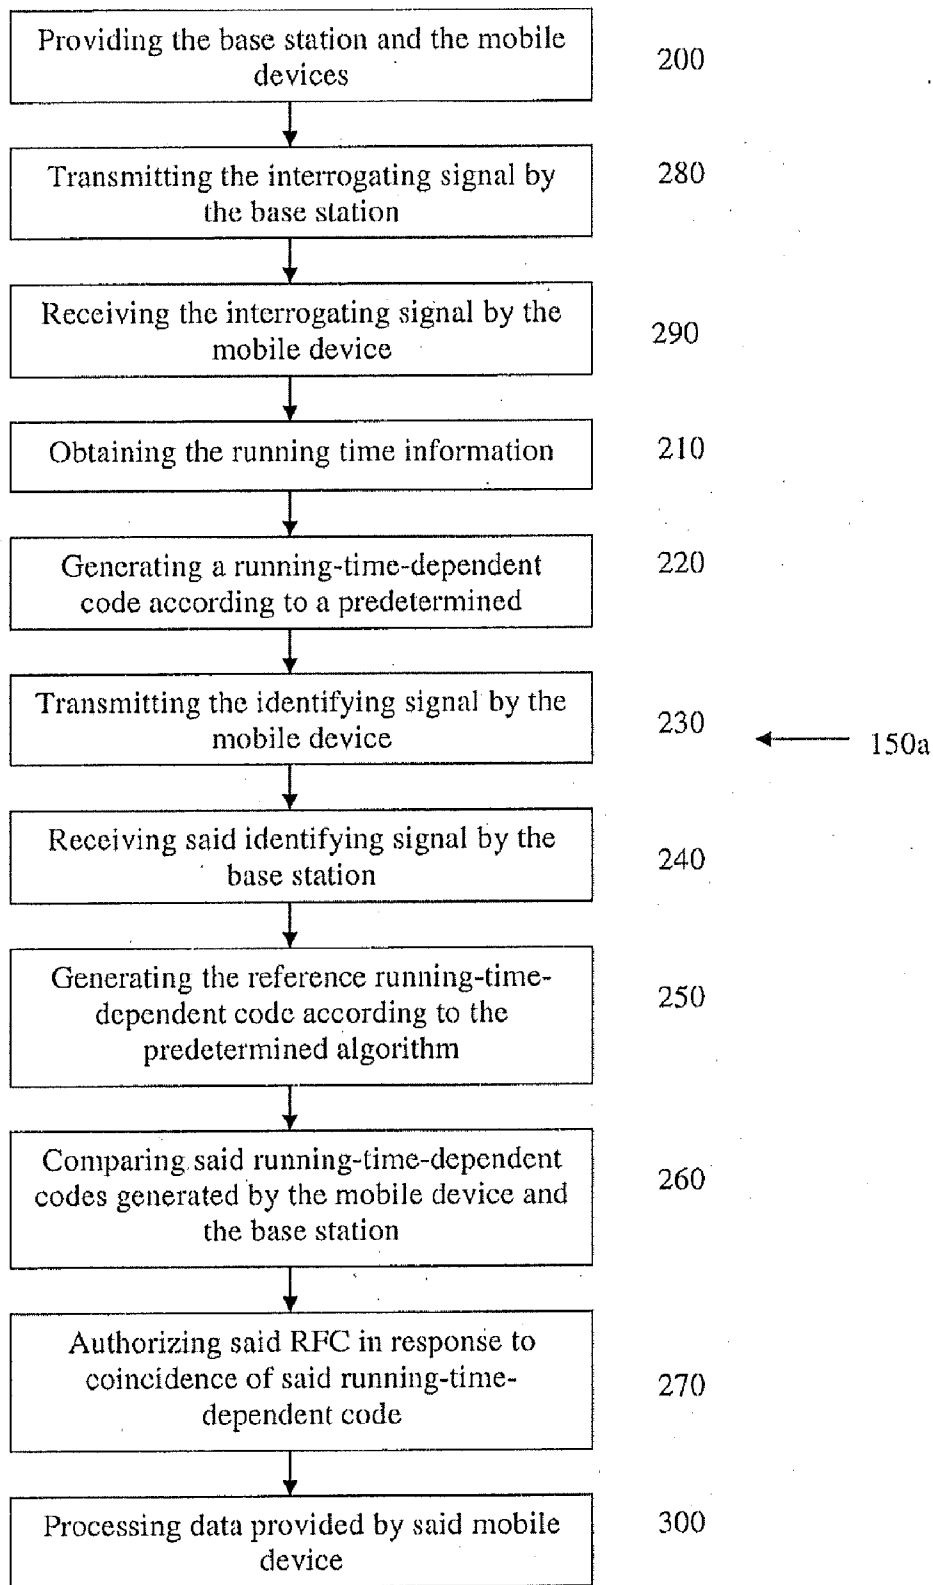 Providing the base station and the mobile
devices
200
Transmitting the interrogating signal by
the base station
280
Receiving the interrogating signal by the
mobile device
290
Obtaining the running time information
210
Generating a running-time-dependent
code according to a predetermined
220
Transmitting the identifying signal by the
mobile device
230
150a
Receiving said identifying signal by the
base station
240
Generating the reference running-time-
dependent code according to the
predetermined algorithm
250
Comparing said running-time-dependent
codes generated by the mobile device and
the base station
260
Authorizing said RFC in response to
coincidence of said running-time-
dependent code
270
Processing data provided by said mobile
device
300